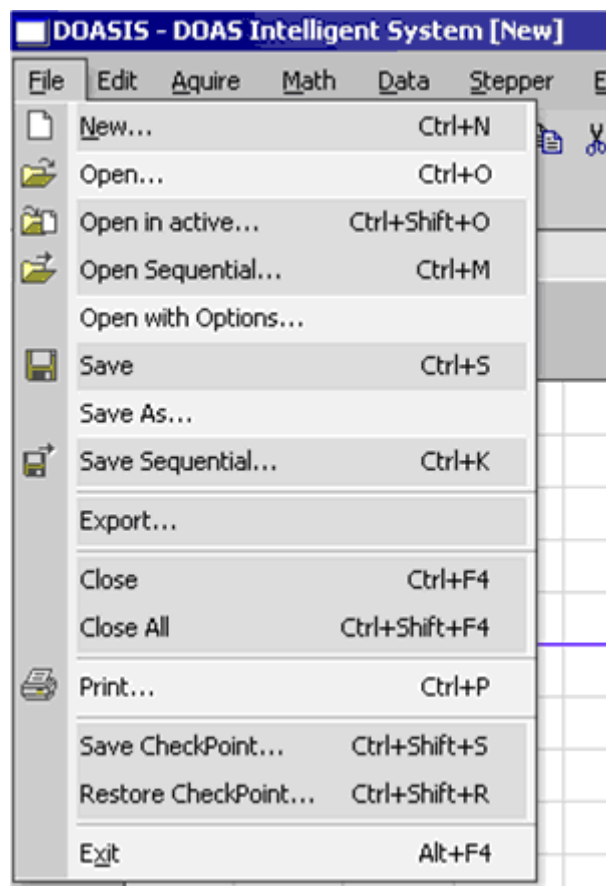 DOASIS - DOAS Intelligent System [New]
File Edit Aquire Math Data Stepper E
New... Ctrl+N
Open... Ctrl+O
Open in active... Ctrl+Shift+O
Open Sequential... Ctrl+M
Open with Options...
Save Ctrl+S
Save As...
Save Sequential... Ctrl+K
Export...
Close Ctrl+F4
Close All Ctrl+Shift+F4
Print... Ctrl+P
Save CheckPoint... Ctrl+Shift+S
Restore CheckPoint... Ctrl+Shift+R
Exit Alt+F4